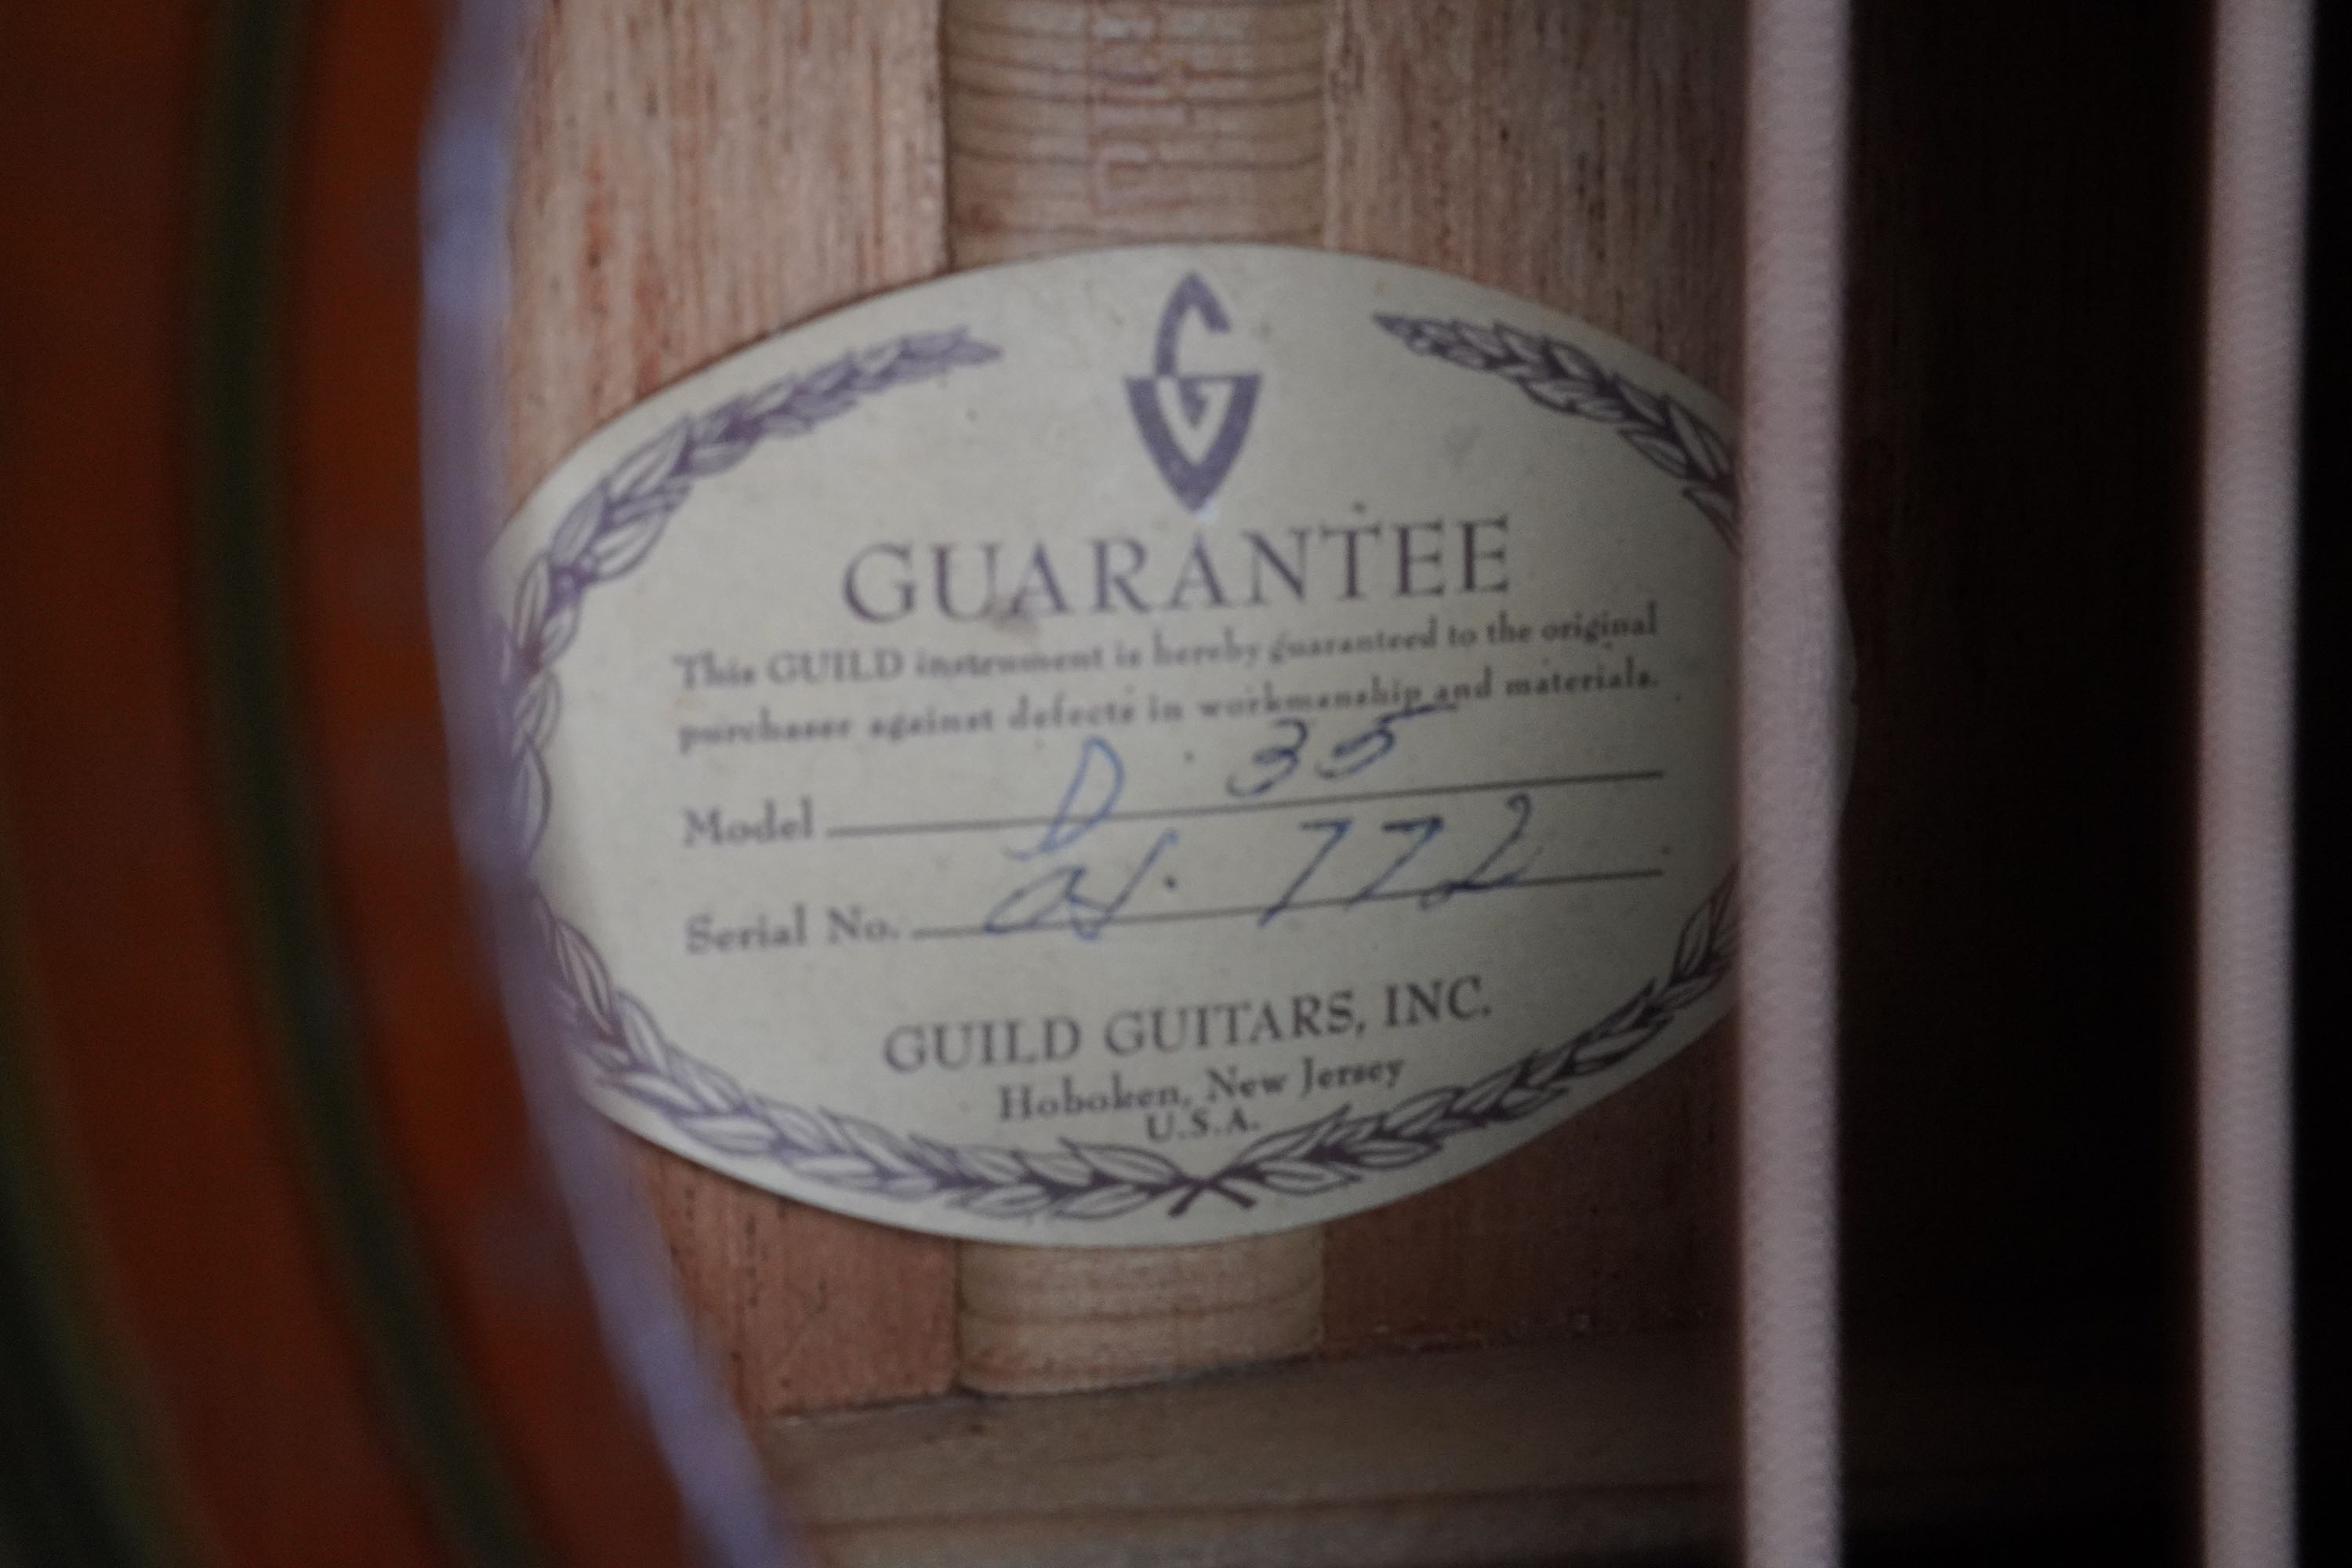 GUARANTEE
This GUILD instrument is hereby guaranteed to the original
purchaser against defects in workmanship and materials.
Model D-35
Serial No. OJ. 772
GUILD GUITARS, INC.
Hoboken, New Jersey
U.S.A.